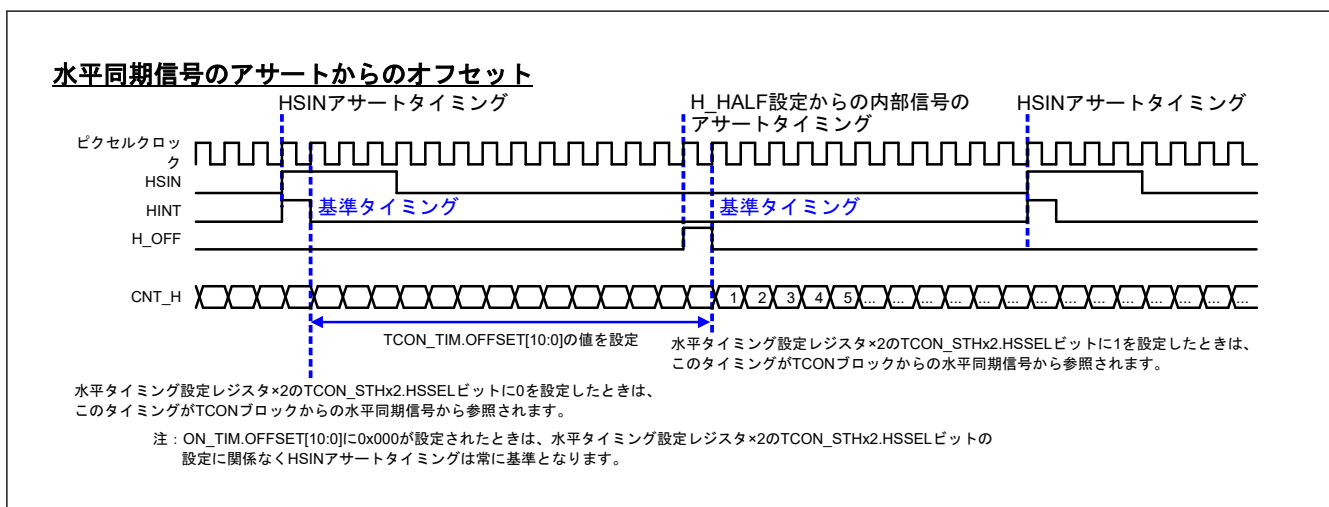 水平同期信号のアサートからのオフセット
HSINアサートタイミング
H_HALF設定からの内部信号の
アサートタイミング
HSINアサートタイミング
ピクセルクロッ
ク
HSIN
HINT
基準タイミング
基準タイミング
H_OFF
CNT_H
1 2 3 4 5 ... ... ... ... ... ... ... ... ... ... ... ... ... ...
TCON_TIM.OFFSET[10:0]の値を設定
水平タイミング設定レジスタ×2のTCON_STHx2.HSSELビットに1を設定したときは、
このタイミングがTCONブロックからの水平同期信号から参照されます。
水平タイミング設定レジスタ×2のTCON_STHx2.HSSELビットに0を設定したときは、
このタイミングがTCONブロックからの水平同期信号から参照されます。
注：ON_TIM.OFFSET[10:0]に0x000が設定されたときは、水平タイミング設定レジスタ×2のTCON_STHx2.HSSELビットの
設定に関係なくHSINアサートタイミングは常に基準となります。